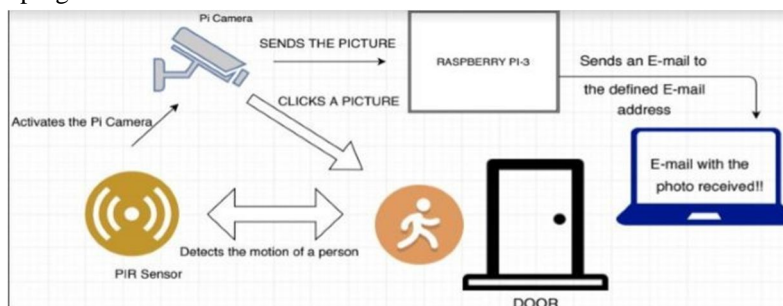 Pi Camera
SENDS THE PICTURE
RASPBERRY PI-3
Sends an E-mail to
the defined E-mail
address
CLICKS A PICTURE
Activates the Pi Camera
E-mail with the
photo received!!
Detects the motion of a person
PIR Sensor
DOOR